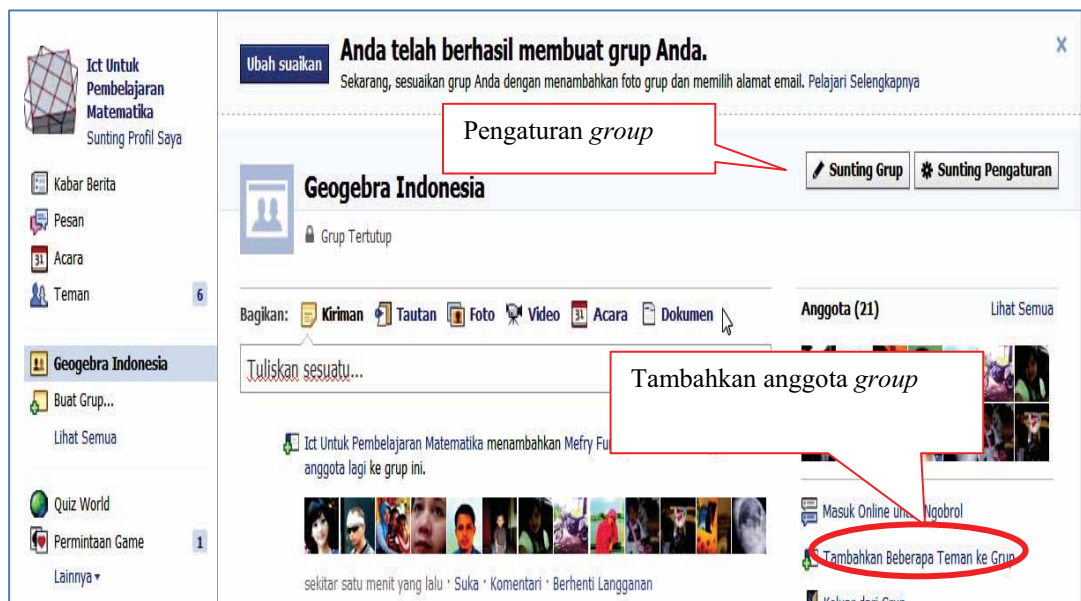 Ict Untuk
Pembelajaran
Matematika
Sunting Profil Saya
Kabar Berita
Pesan
31 Acara
Teman 6
Geogebra Indonesia
Buat Grup...
Lihat Semua
Quiz World
Permintaan Game 1
Lainnya
Ubah suaikan
Anda telah berhasil membuat grup Anda.
Sekarang, sesuaikan grup Anda dengan menambahkan foto grup dan memilih alamat email. Pelajari Selengkapnya
x
Pengaturan group
Geogebra Indonesia
Grup Tertutup
Sunting Grup
Sunting Pengaturan
Bagikan: Kiriman Tautan Foto Video 31 Acara Dokumen
Tuliskan sesuatu...
Ict Untuk Pembelajaran Matematika menambahkan Mefry
anggota lagi ke grup ini.
sekitar satu menit yang lalu · Suka · Komentari · Berhenti Langganan
Anggota (21) Lihat Semua
Tambahkan anggota group
Masuk Online Ngobrol
Tambahkan Beberapa Teman ke Grup
Keluar dari Grup